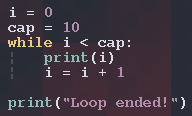 i = 0
cap = 10
while i < cap:
    print(i)
    i = i + 1

print("Loop ended!")